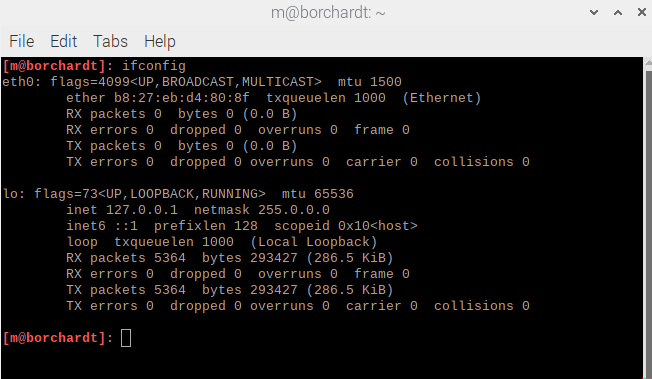 m@borchardt: ~
File Edit Tabs Help
[m@borchardt]: ifconfig
eth0: flags=4099<UP,BROADCAST,MULTICAST>  mtu 1500
        ether b8:27:eb:d4:80:8f  txqueuelen 1000  (Ethernet)
        RX packets 0  bytes 0 (0.0 B)
        RX errors 0  dropped 0  overruns 0  frame 0
        TX packets 0  bytes 0 (0.0 B)
        TX errors 0  dropped 0 overruns 0  carrier 0  collisions 0
lo: flags=73<UP,LOOPBACK,RUNNING>  mtu 65536
        inet 127.0.0.1  netmask 255.0.0.0
        inet6 ::1  prefixlen 128  scopeid 0x10<host>
        loop  txqueuelen 1000  (Local Loopback)
        RX packets 5364  bytes 293427 (286.5 KiB)
        RX errors 0  dropped 0  overruns 0  frame 0
        TX packets 5364  bytes 293427 (286.5 KiB)
        TX errors 0  dropped 0 overruns 0  carrier 0  collisions 0
[m@borchardt]: